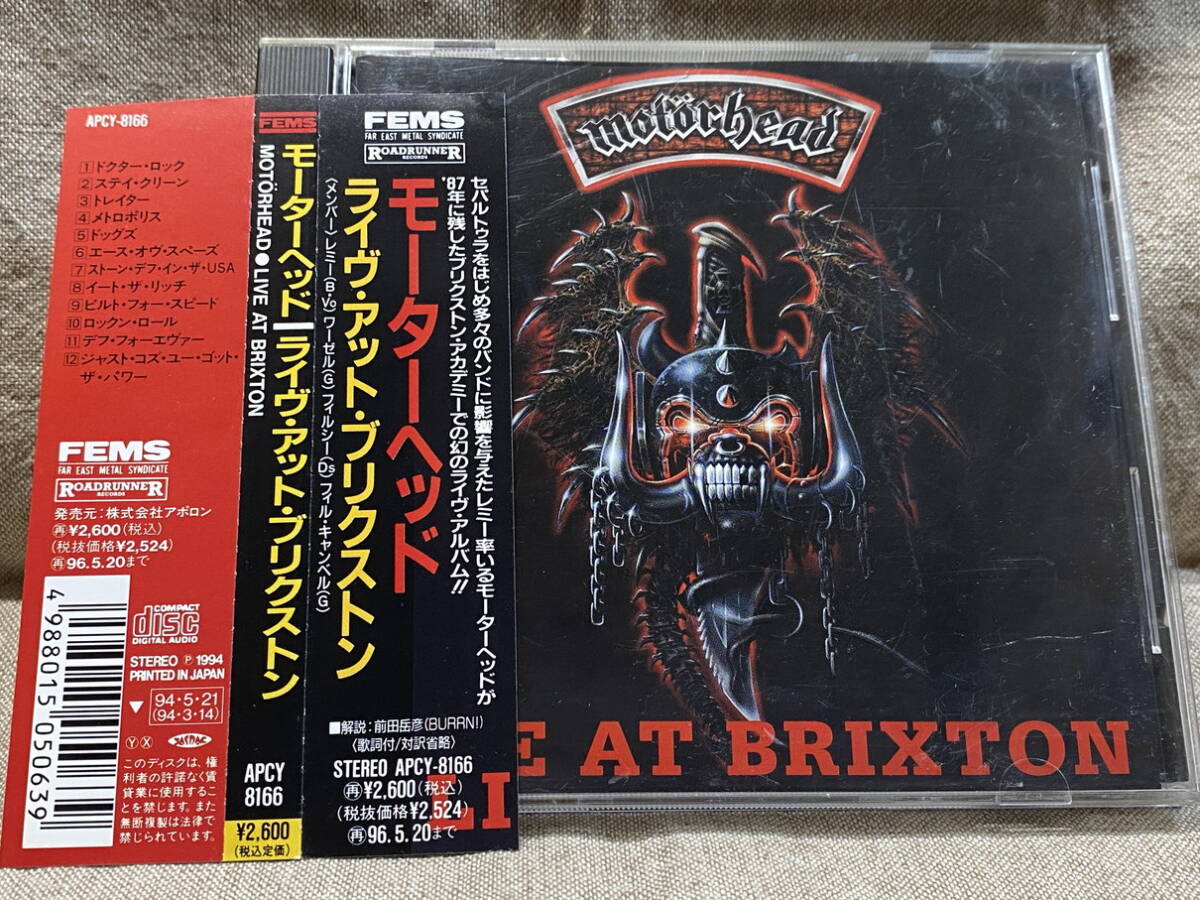 APCY-8166
①ドクター・ロック
②ステイ・クリーン
③トレイター
④メトロポリス
⑤ドッグズ
⑥エース・オヴ・スペーズ
⑦ストーン・デフ・イン・ザ・USA
⑧イート・ザ・リッチ
⑨ビルト・フォー・スピード
⑩ロックン・ロール
⑪デフ・フォーエヴァー
⑫ジャスト・コズ・ユー・ゴット・
ザ・パワー
FEMS
FAR EAST METAL SYNDICATE
ROADRUNNER
RECORDS
発売元：株式会社アポロン
再¥2,600(税込)
(税抜価格¥2,524)
再96.5.20まで
4988015050639
COMPACT
disc
DIGITAL AUDIO
STEREO Ⓟ1994
PRINTED IN JAPAN
▼
94・5・21
(94・3・14)
Ⓨ Ⓧ JASRAC
このディスクは、権
利者の許諾なく賃
貸業に使用するこ
とを禁じます。また
無断複製は法律で
禁じられています。
FEMS
モーターヘッド|ライヴ・アット・ブリクストン
MOTÖRHEAD●LIVE AT BRIXTON
APCY
8166
¥2,600
(税込定価)
FEMS
FAR EAST METAL SYNDICATE
ROADRUNNER
RECORDS
セパルトゥラをはじめ多々のバンドに影響を与えたレミー率いるモーターヘッドが
'87年に残したブリクストン・アカデミーでの幻のライヴ・アルバム!!
モーターヘッド
ライヴ・アット・ブリクストン
〈メンバー〉レミー(B・Vo) ワーゼル(G) フィルシー(Ds) フィル・キャンベル(G)
■解説：前田岳彦(BURRN!)
〈歌詞付/対訳省略〉
STEREO APCY-8166
再¥2,600(税込)
(税抜価格¥2,524)
再96.5.20まで
LI
motörhead
E AT BRIXTON